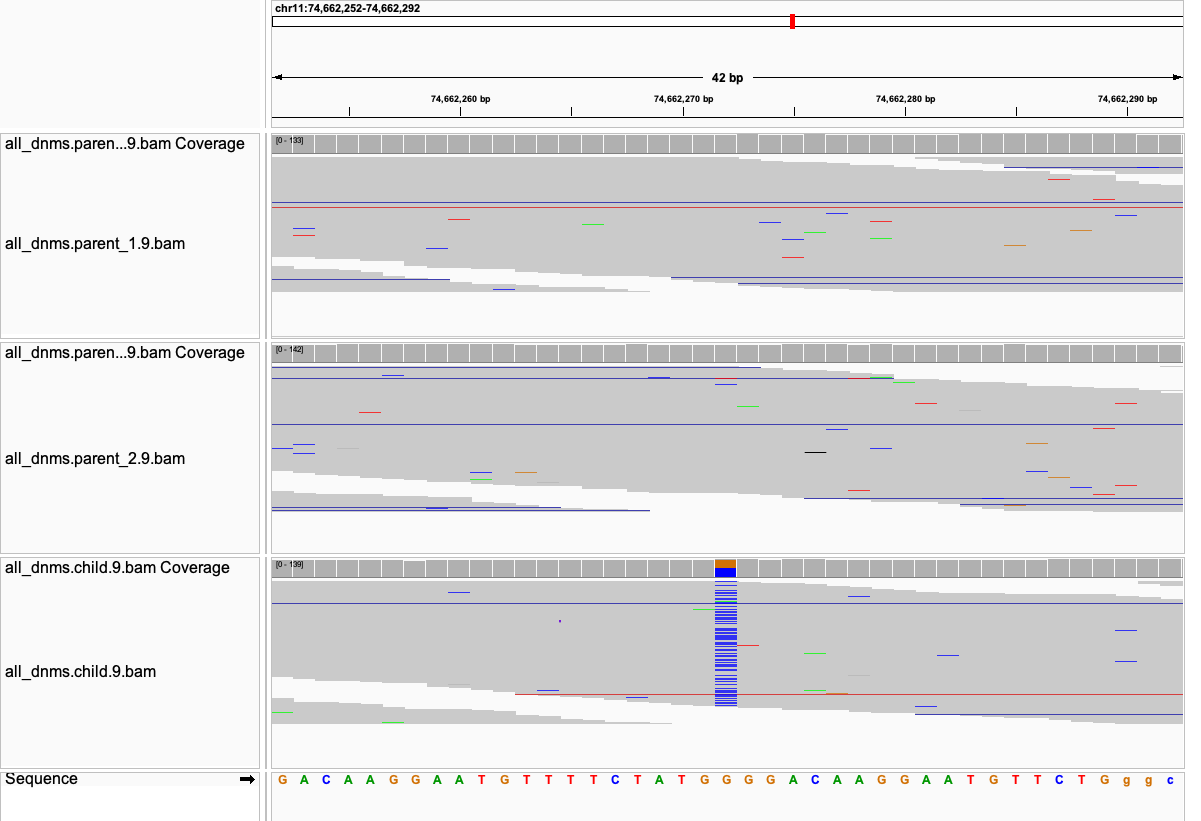 chr11:74,662,252-74,662,292
42 bp
74,662,260 bp 74,662,270 bp 74,662,280 bp 74,662,290 bp
all_dnms.paren...9.bam Coverage
[0 - 133]
all_dnms.parent_1.9.bam
all_dnms.paren...9.bam Coverage
[0 - 142]
all_dnms.parent_2.9.bam
all_dnms.child.9.bam Coverage
[0 - 139]
all_dnms.child.9.bam
Sequence G A C A A G G A A T G T T T T C T A T G G G G A C A A G G A A T G T T C T G g g c